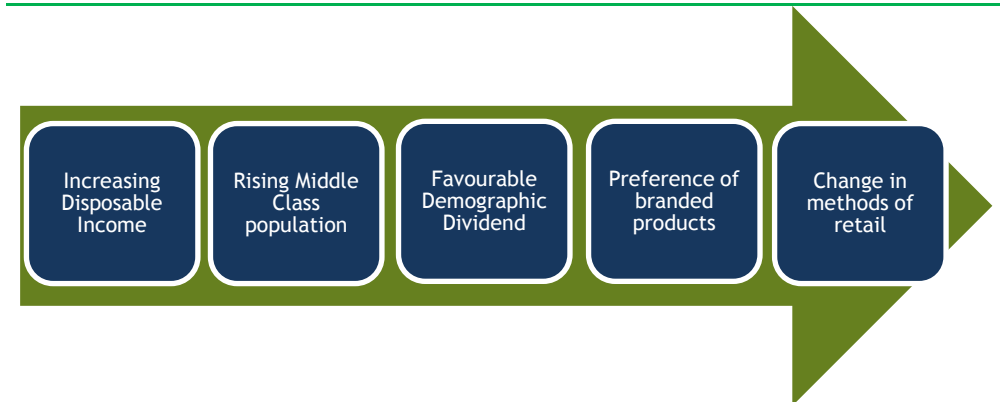 Increasing
Disposable
Income
Rising Middle
Class
population
Favourable
Demographic
Dividend
Preference of
branded
products
Change in
methods of
retail